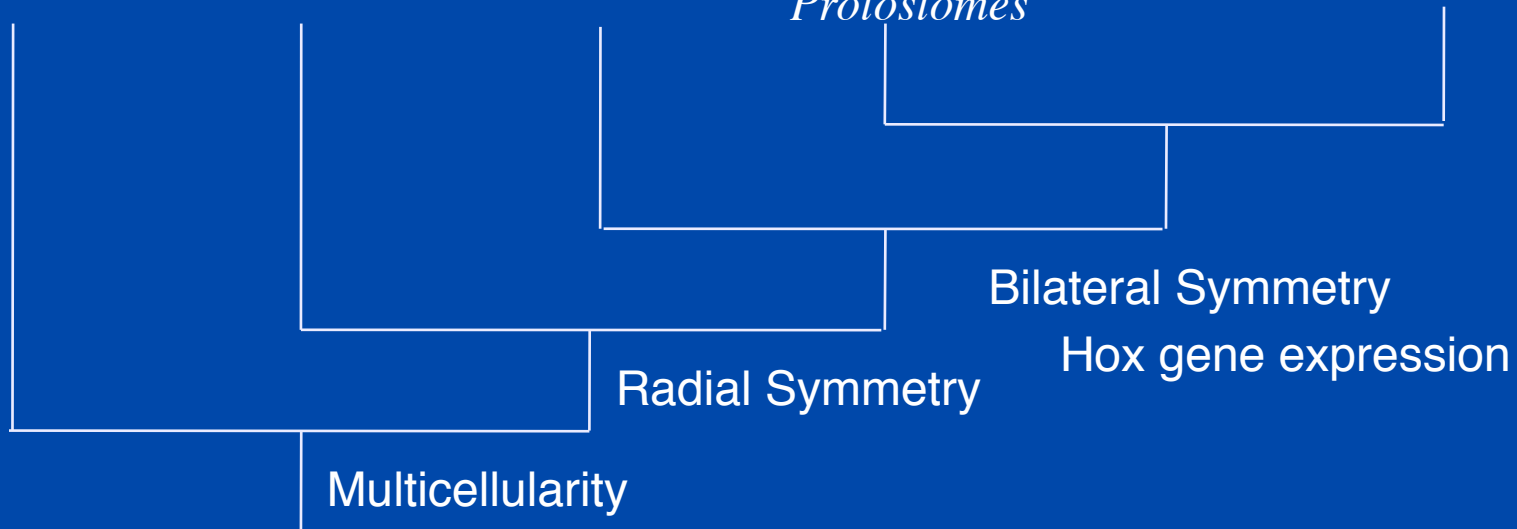 Protostomes
Bilateral Symmetry
Hox gene expression
Radial Symmetry
Multicellularity